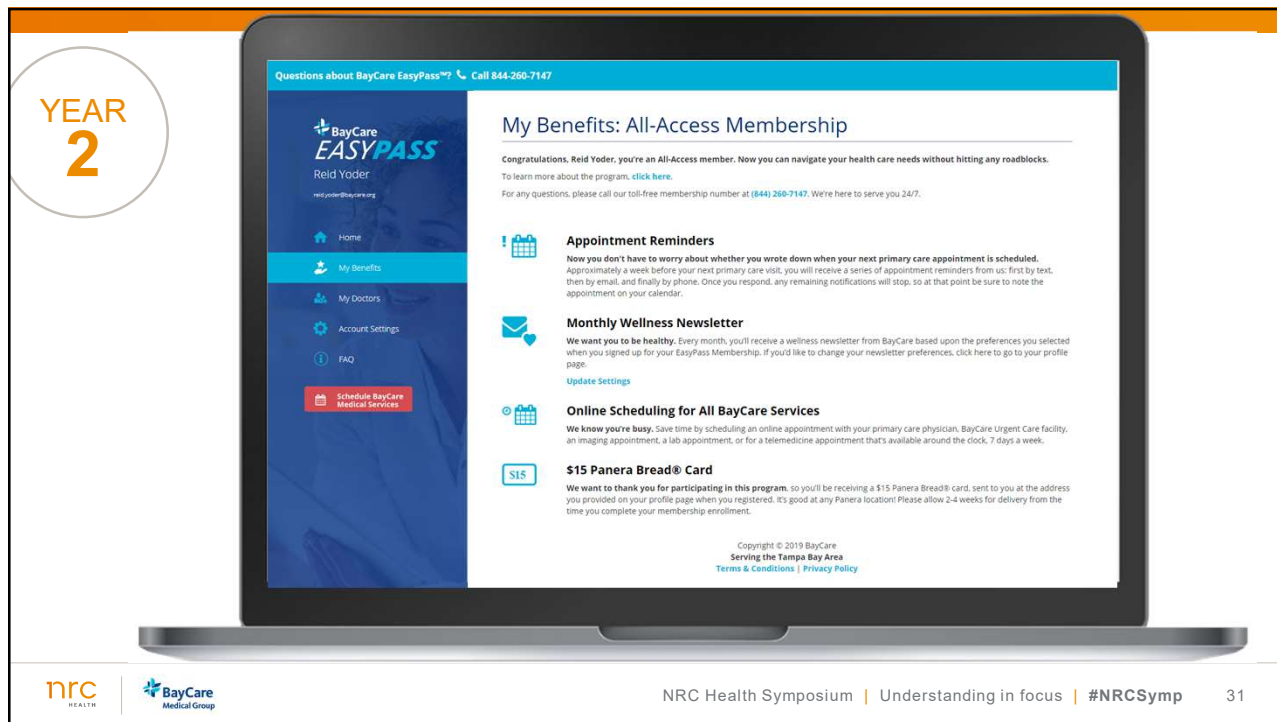 YEAR
2
Questions about BayCare EasyPass℠? Call 844-260-7147
BayCare
EASYPASS
Reid Yoder
reid.yoder@baycare.org
Home
My Benefits
My Doctors
Account Settings
FAQ
Schedule BayCare
Medical Services
My Benefits: All-Access Membership
Congratulations, Reid Yoder, you're an All-Access member. Now you can navigate your health care needs without hitting any roadblocks.
To learn more about the program, click here.
For any questions, please call our toll-free membership number at (844) 260-7147. We're here to serve you 24/7.
Appointment Reminders
Now you don't have to worry about whether you wrote down when your next primary care appointment is scheduled.
Approximately a week before your next primary care visit, you will receive a series of appointment reminders from us: first by text,
then by email, and finally by phone. Once you respond, any remaining notifications will stop, so at that point be sure to note the
appointment on your calendar.
Monthly Wellness Newsletter
We want you to be healthy. Every month, you'll receive a wellness newsletter from BayCare based upon the preferences you selected
when you signed up for your EasyPass Membership. If you'd like to change your newsletter preferences, click here to go to your profile
page.
Update Settings
Online Scheduling for All BayCare Services
We know you're busy. Save time by scheduling an online appointment with your primary care physician, BayCare Urgent Care facility,
an imaging appointment, a lab appointment, or for a telemedicine appointment that's available around the clock, 7 days a week.
$15
$15 Panera Bread® Card
We want to thank you for participating in this program, so you'll be receiving a $15 Panera Bread® card, sent to you at the address
you provided on your profile page when you registered. It's good at any Panera location! Please allow 2-4 weeks for delivery from the
time you complete your membership enrollment.
Copyright © 2019 BayCare
Serving the Tampa Bay Area
Terms & Conditions | Privacy Policy
nrc
HEALTH
BayCare
Medical Group
NRC Health Symposium | Understanding in focus | #NRCSymp 31